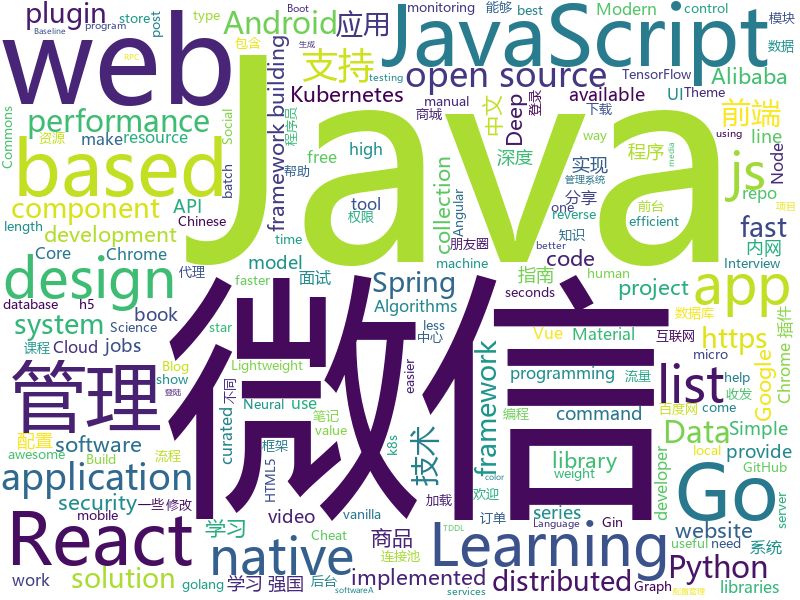 plugin
store
type
Android
应用
monitoring
能够
best
Modern
control
模块
Boot
Baseline
program
post
包含
RPC
生成
支持
JavaScript
open source
TensorFlow
数据
UI
Theme
Alibaba
web
Java
Commons
performance
资源
make
resource
Social
程序员
testing
framework building
Kubernetes
manual
商城
available
Deep
登录
下载
前端
using
line
way
中文
free
high
深度
实现
程序
Node
batch
帮助
tool
分享
repo
based
js
component
API
权限
collection
Angular
one
reverse
前台
efficient
media
管理系统
项目
length
Chinese
development
time
朋友圈
知识
better
fast
内网
Core
Chrome
代理
model
面试
machine
code
human
Interview
design
faster
Spring
指南
project
app
database
h5
book
star
Algorithms
seconds
数据库
插件
Chrome
system
Science
Lightweight
less
中心
Vue
Material
互联网
https
课程
Cloud
jobs
Blog
show
登陆
Neural
use
easier
programming
流量
micro
help
Google
管理
微信
curated
不同
笔记
value
list
百度网
come
收发
配置
software
awesome
Build
流程
框架
k8s
技术
framework
command
编程
Data
Simple
provide
local
GitHub
application
HTML5
library
weight
developer
security
一些
修改
video
加载
欢迎
series
Go
website
server
React
mobile
学习
vanilla
color
Learning
订单
Language
Gin
useful
need
系统
native
Cheat
商品
连接池
TDDL
Python
work
solution
golang
学习
强国
后台
softwareA
implemented
distributed
services
Graph
配置管理
libraries